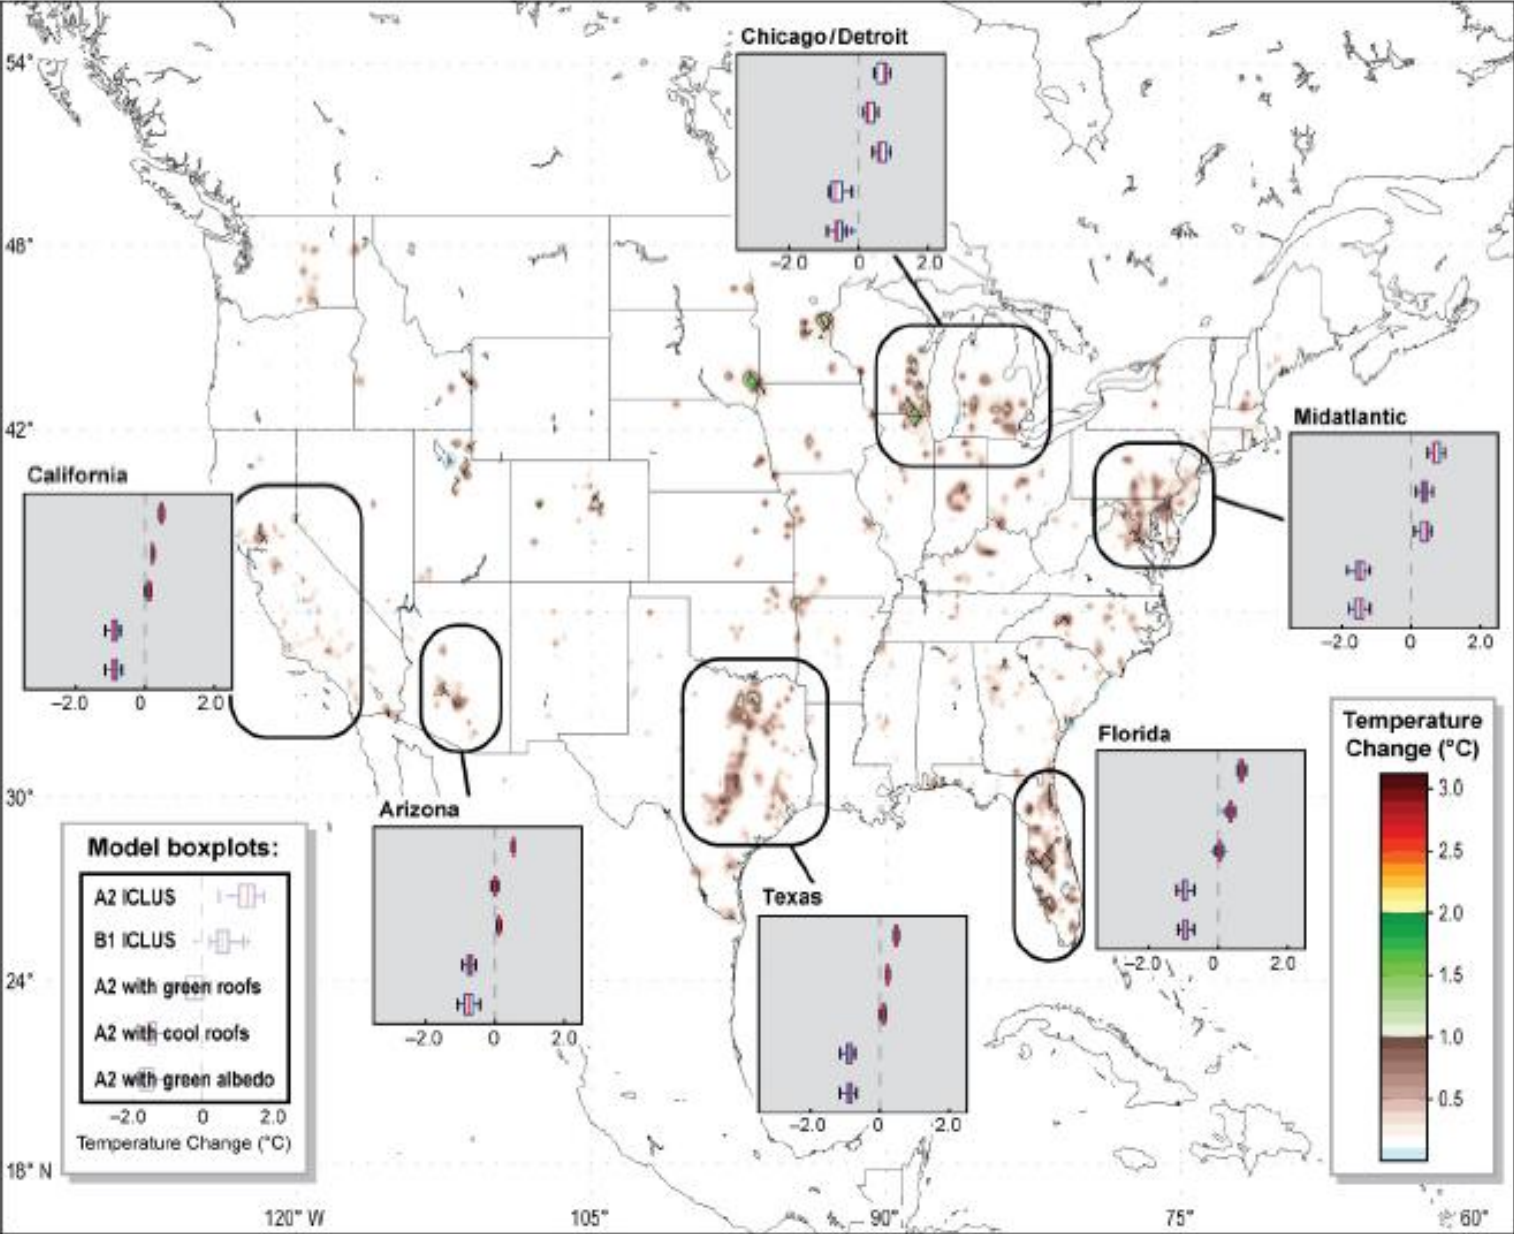 Chicago/Detroit
54°
-2.0 0 2.0
48°
42°
Midatlantic
-2.0 0 2.0
California
-2.0 0 2.0
Florida
-2.0 0 2.0
Temperature
Change (°C)
3.0
2.5
2.0
1.5
1.0
0.5
30°
Arizona
-2.0 0 2.0
Texas
-2.0 0 2.0
Model boxplots:
A2 ICLUS
B1 ICLUS
A2 with green roofs
A2 with cool roofs
A2 with green albedo
-2.0 0 2.0
Temperature Change (°C)
24°
18° N
120° W 105° 90° 75° 60°